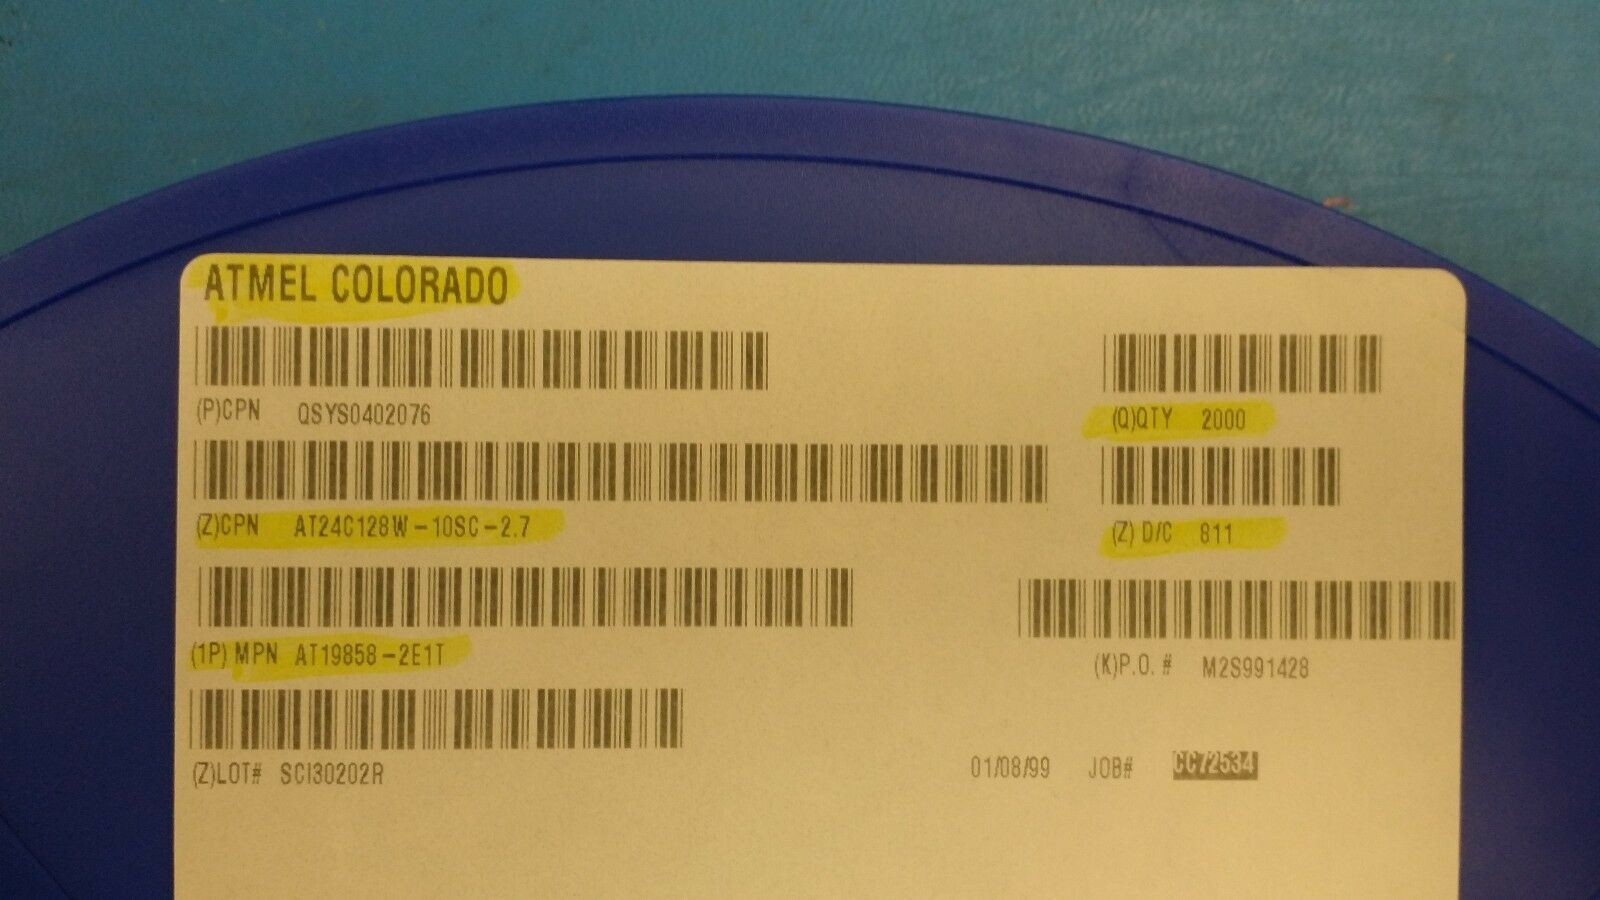 ATMEL COLORADO
(P)CPN QSYS0402076
(Q)QTY 2000
(Z)CPN AT24C128W-10SC-2.7
(Z) D/C 811
(1P) MPN AT19858-2E1T
(K)P.O. # M2S991428
(Z)LOT# SCI30202R
01/08/99 JOB# CC72534